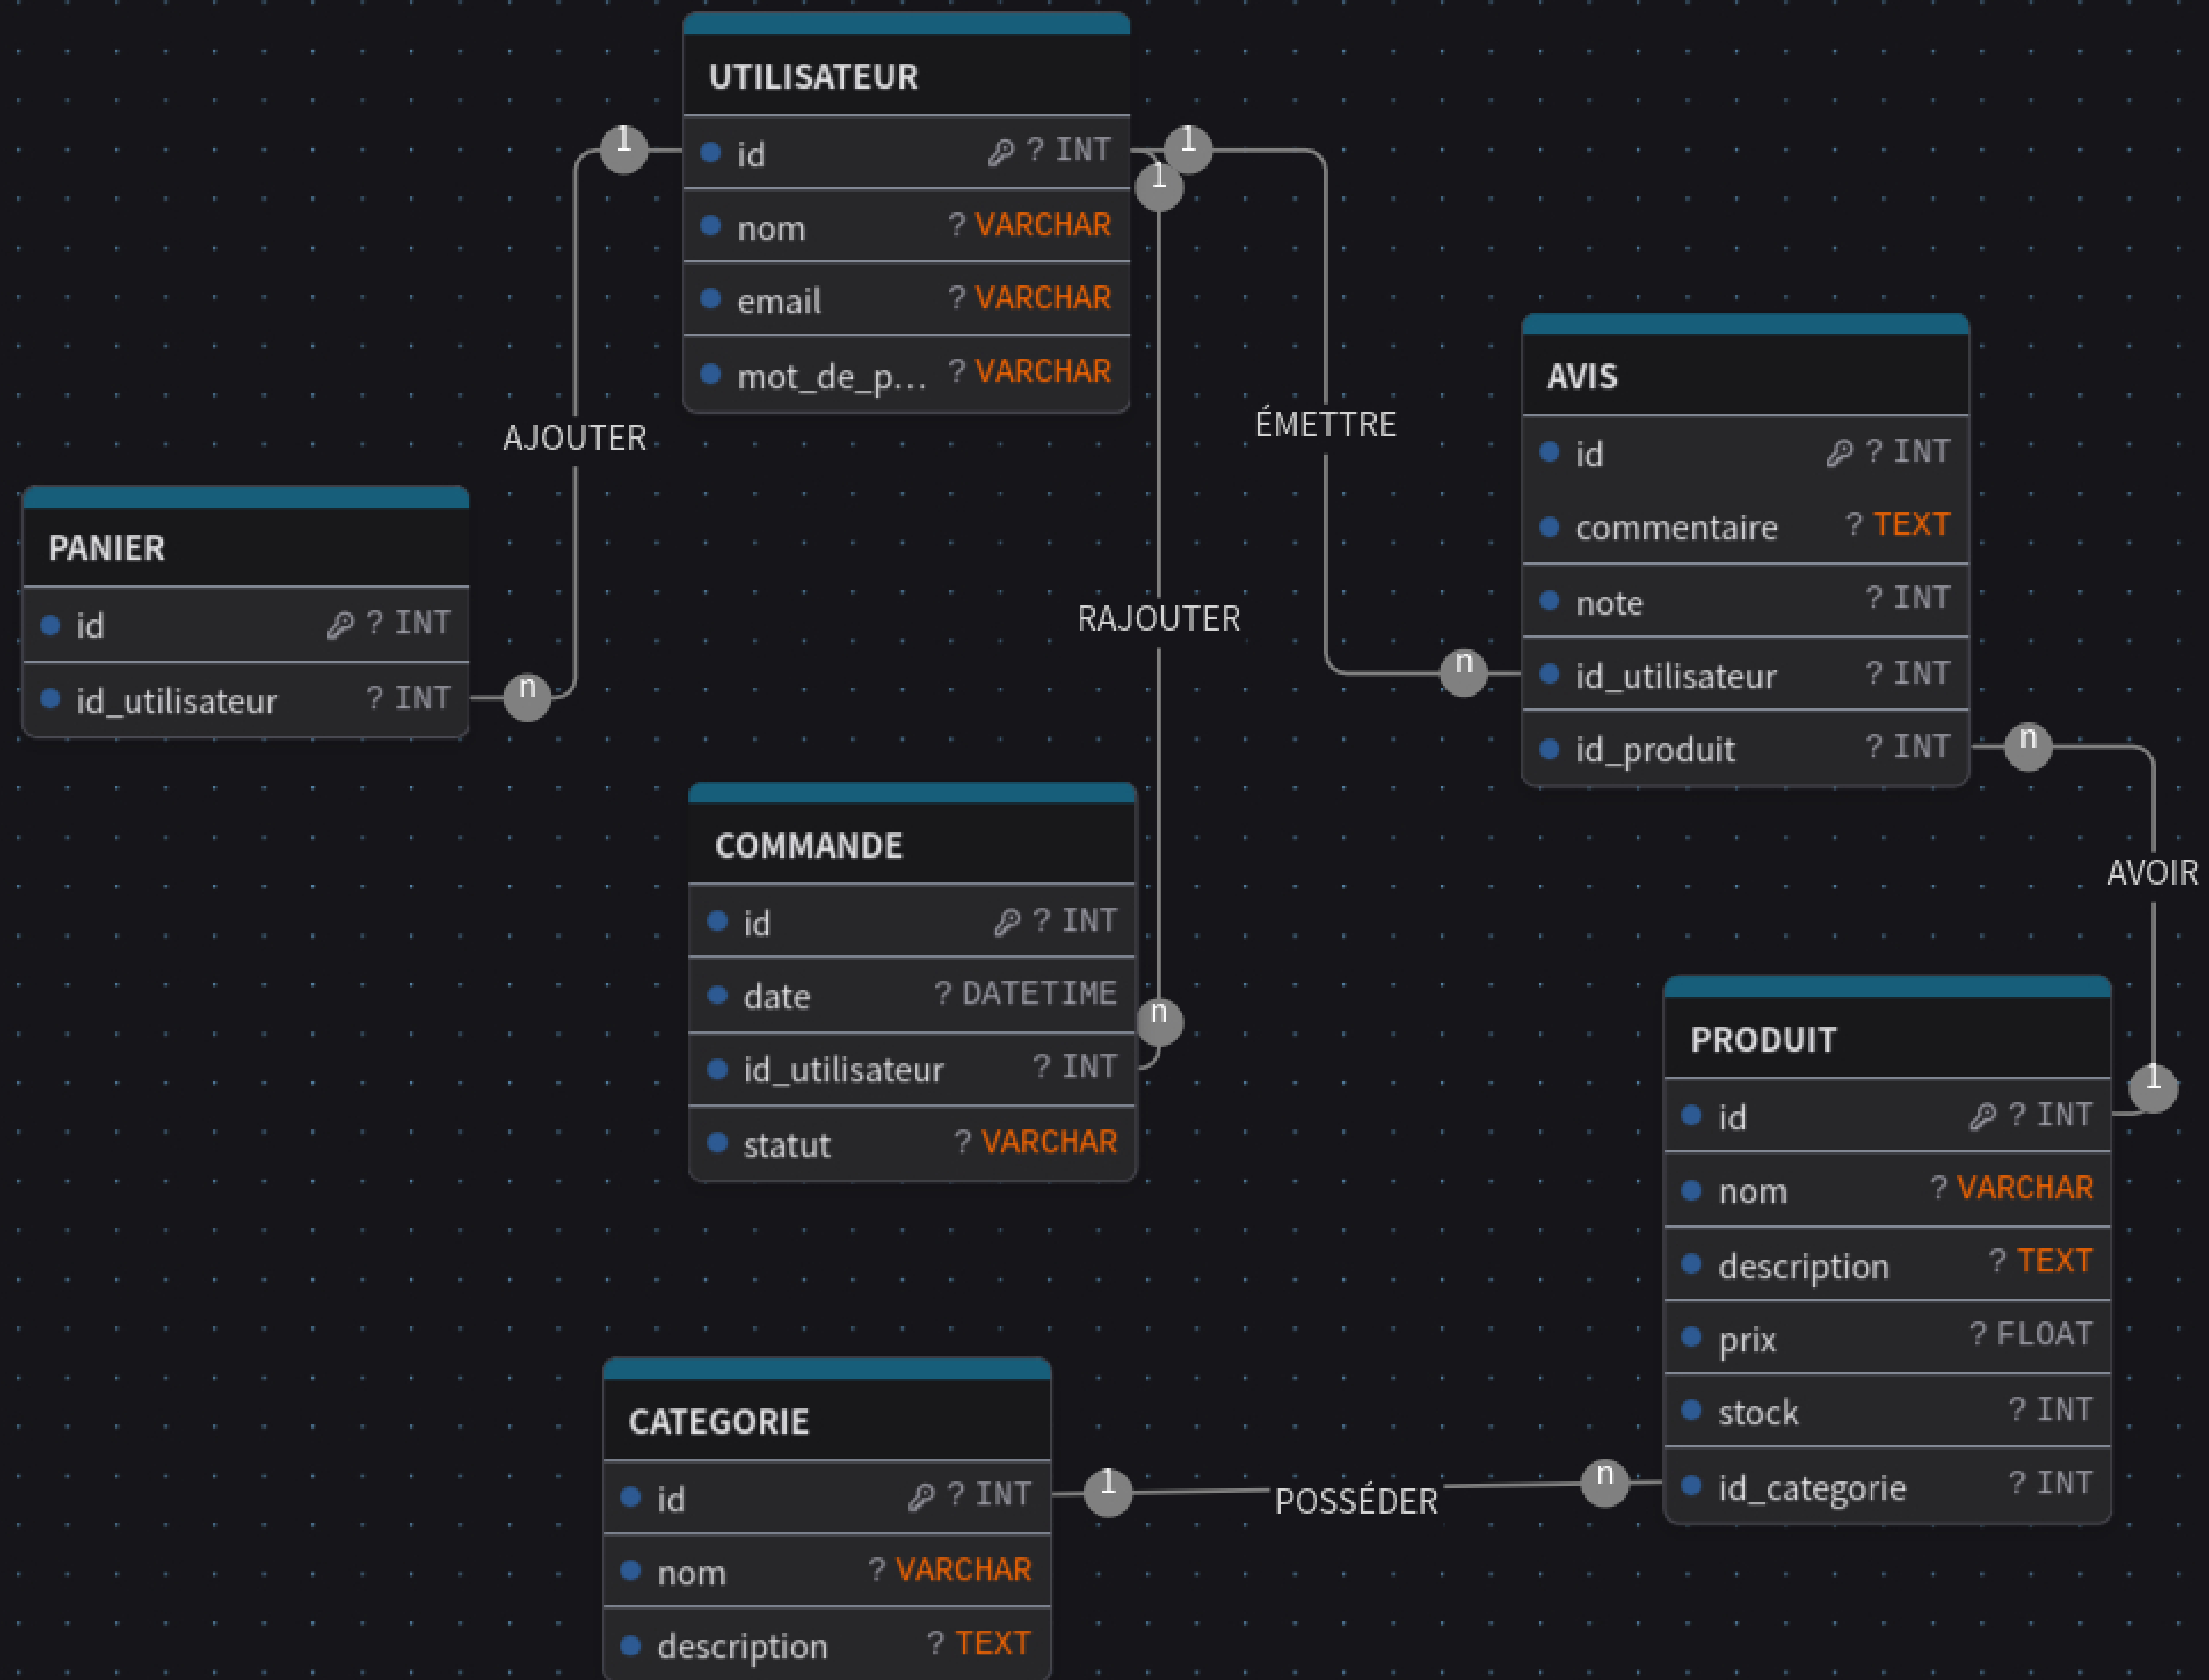 UTILISATEUR
id ? INT
nom ? VARCHAR
email ? VARCHAR
mot_de_p... ? VARCHAR
1
1
1
AJOUTER
ÉMETTRE
RAJOUTER
PANIER
id ? INT
id_utilisateur ? INT
n
AVIS
id ? INT
commentaire ? TEXT
note ? INT
id_utilisateur ? INT
id_produit ? INT
n
n
AVOIR
COMMANDE
id ? INT
date ? DATETIME
id_utilisateur ? INT
statut ? VARCHAR
n
PRODUIT
id ? INT
nom ? VARCHAR
description ? TEXT
prix ? FLOAT
stock ? INT
id_categorie ? INT
1
CATEGORIE
id ? INT
nom ? VARCHAR
description ? TEXT
1
POSSÉDER
n